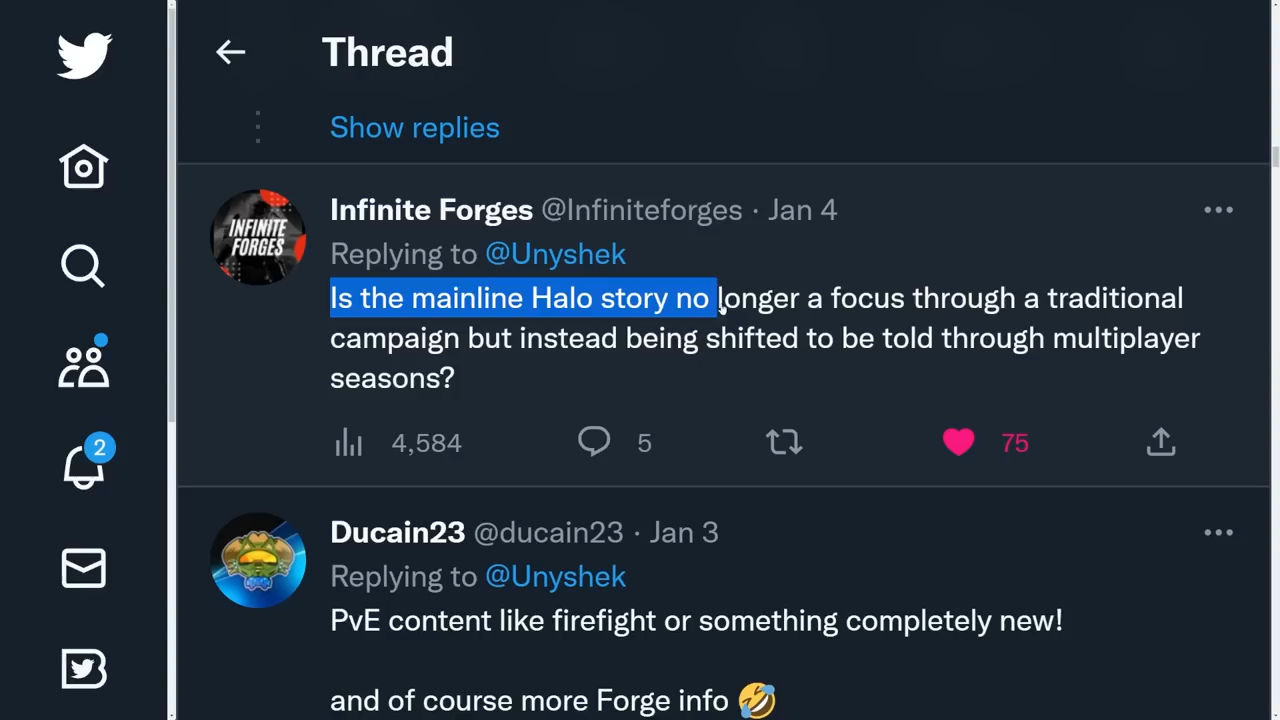 Thread
Show replies
INFINITE
FORGES
Infinite Forges @Infiniteforges · Jan 4
Replying to @Unyshek
Is the mainline Halo story no longer a focus through a traditional
campaign but instead being shifted to be told through multiplayer
seasons?
4,584 5 75
2
Ducain23 @ducain23 · Jan 3
Replying to @Unyshek
PvE content like firefight or something completely new!
and of course more Forge info 🤣